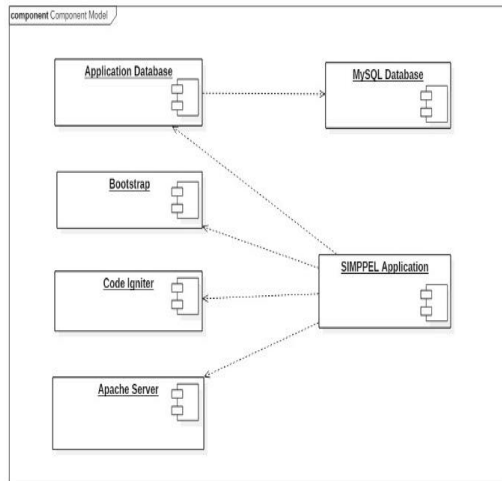 component Component Model
Application Database
MySQL Database
Bootstrap
SIMPPEL Application
Code Igniter
Apache Server